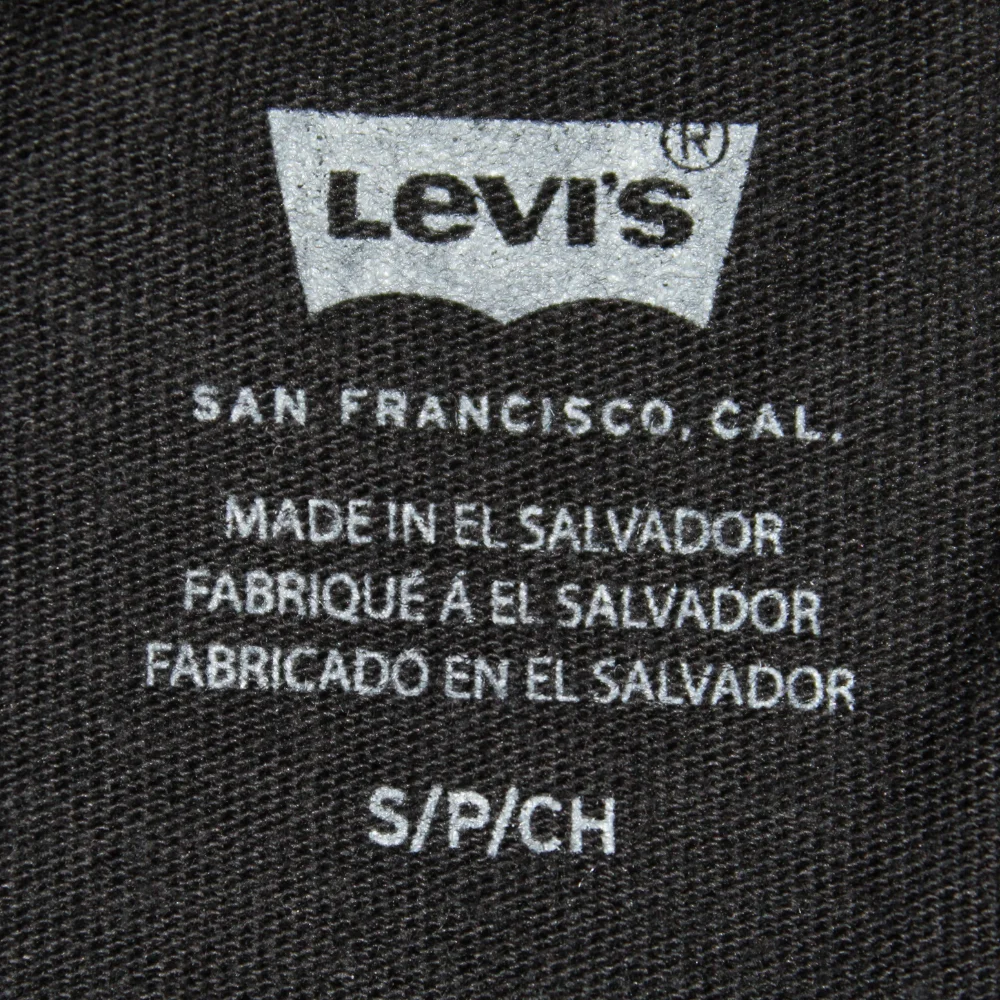 LEVI'S®
SAN FRANCISCO, CAL.
MADE IN EL SALVADOR
FABRIQUÉ Á EL SALVADOR
FABRICADO EN EL SALVADOR
S/P/CH